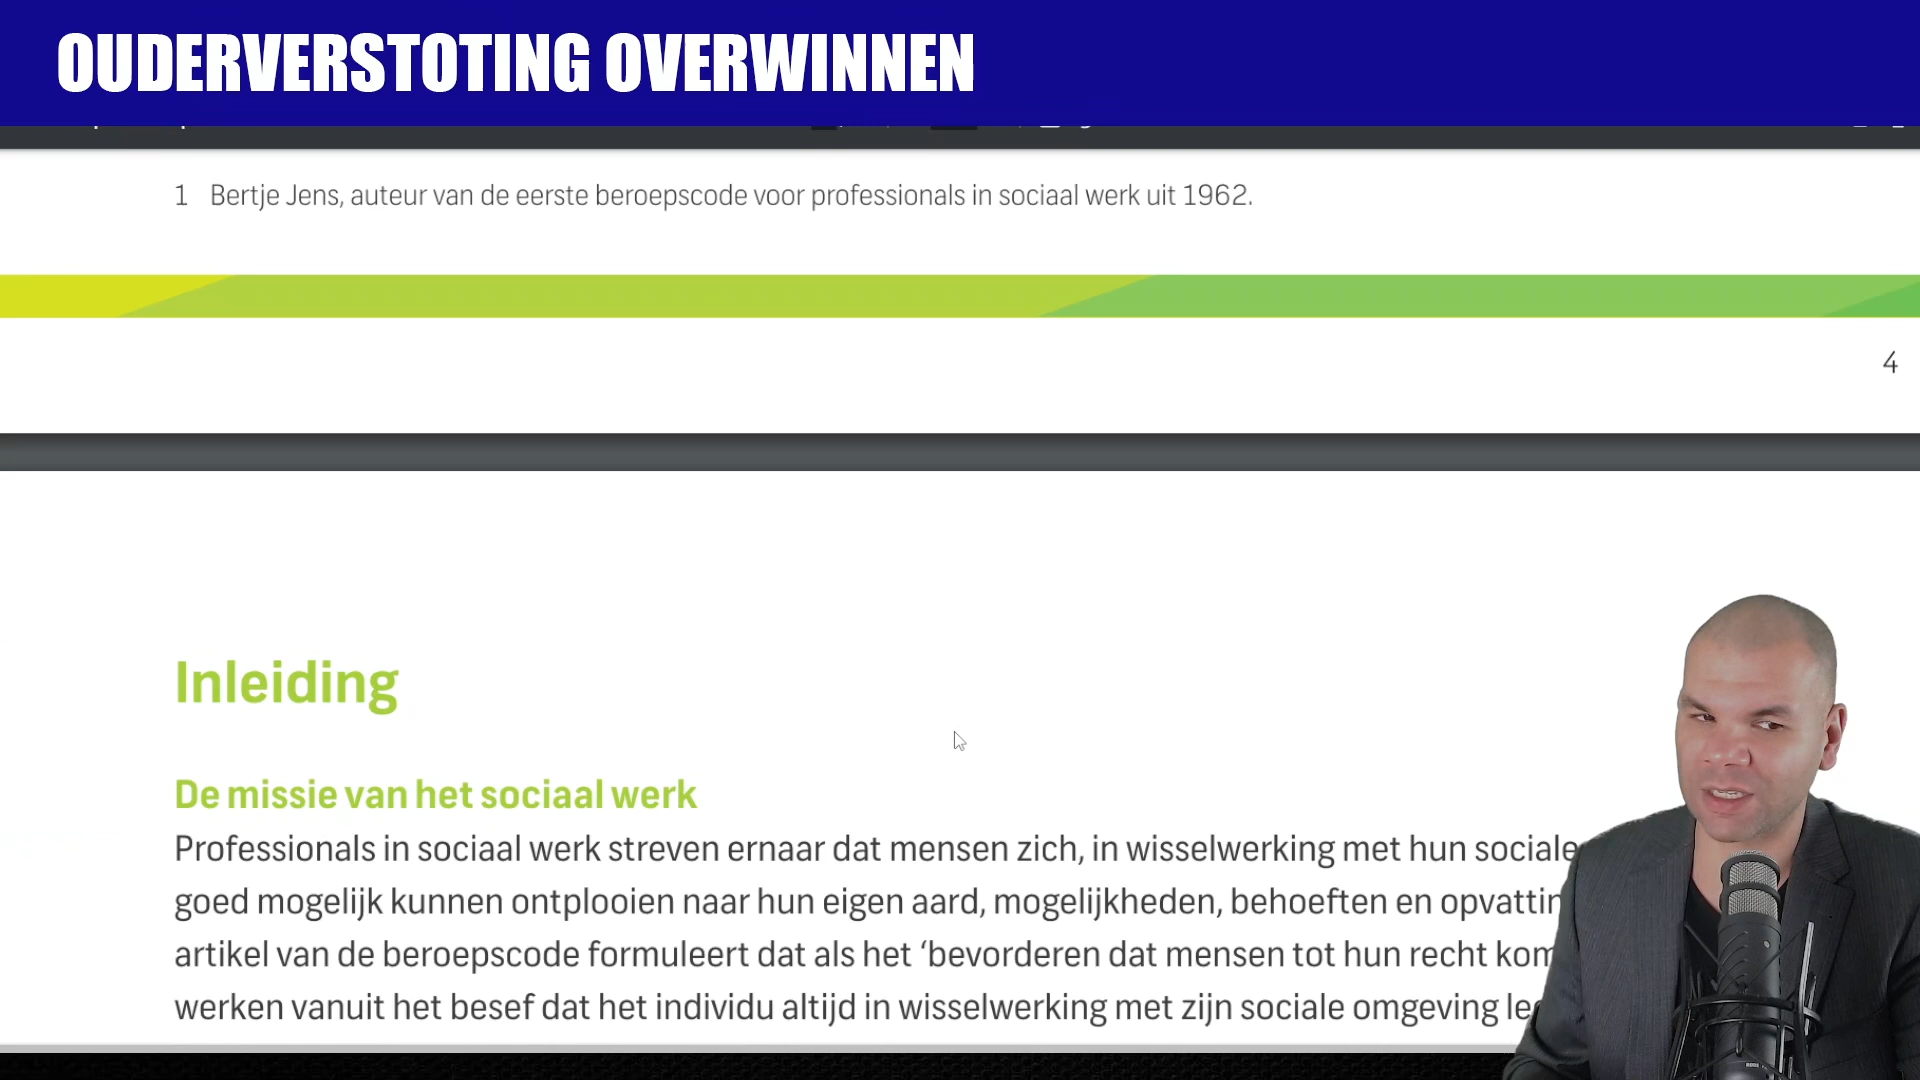 OUDERVERSTOTING OVERWINNEN
1 Bertje Jens, auteur van de eerste beroepscode voor professionals in sociaal werk uit 1962.
4
Inleiding
De missie van het sociaal werk
Professionals in sociaal werk streven ernaar dat mensen zich, in wisselwerking met hun sociale
goed mogelijk kunnen ontplooien naar hun eigen aard, mogelijkheden, behoeften en
artikel van de beroepscode formuleert dat als het ‘bevorderen dat mensen tot hun recht
werken vanuit het besef dat het individu altijd in wisselwerking met zijn sociale omgeving